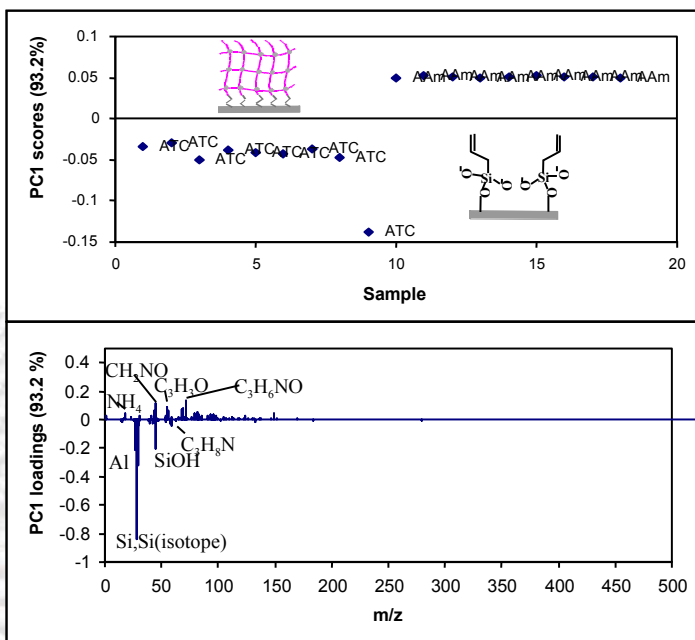 PC1 scores (93.2%)
0.1
0.05
0
-0.05
-0.1
-0.15
AAm AAm AAm AAm AAm AAm AAm AAm AAm
ATC ATC ATC ATC ATC ATC ATC ATC
ATC
-O Si O- -O Si O-
O O
0 5 10 15 20
Sample
PC1 loadings (93.2 %)
0.4
0.2
0
-0.2
-0.4
-0.6
-0.8
-1
CH₂NO
C₃H₃O
C₃H₆NO
NH₄
C₃H₈N
Al
SiOH
Si,Si(isotope)
0 50 100 150 200 250 300 350 400 450 500
m/z